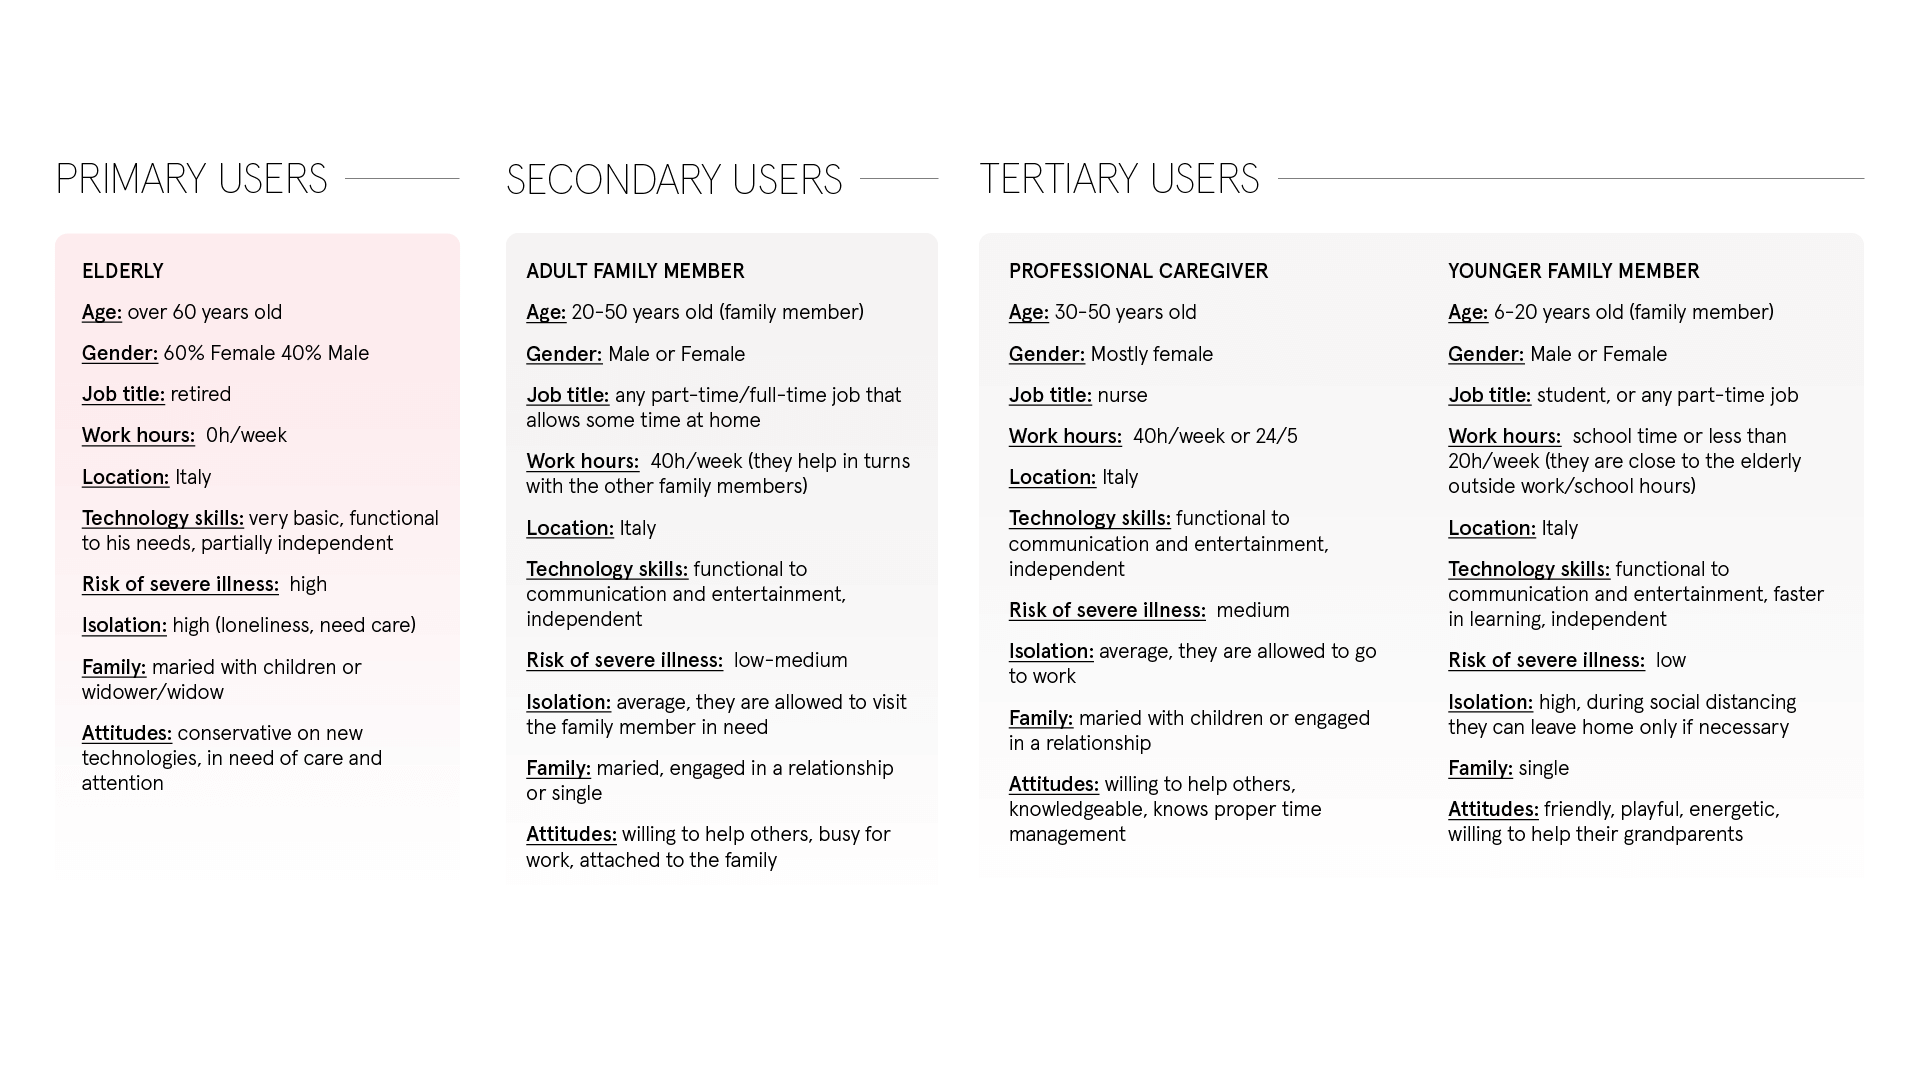 PRIMARY USERS
ELDERLY
Age: over 60 years old
Gender: 60% Female 40% Male
Job title: retired
Work hours:  0h/week
Location: Italy
Technology skills: very basic, functional
to his needs, partially independent
Risk of severe illness:  high
Isolation: high (loneliness, need care)
Family: maried with children or
widower/widow
Attitudes: conservative on new
technologies, in need of care and
attention
SECONDARY USERS
ADULT FAMILY MEMBER
Age: 20-50 years old (family member)
Gender: Male or Female
Job title: any part-time/full-time job that
allows some time at home
Work hours:  40h/week (they help in turns
with the other family members)
Location: Italy
Technology skills: functional to
communication and entertainment,
independent
Risk of severe illness:  low-medium
Isolation: average, they are allowed to visit
the family member in need
Family: maried, engaged in a relationship
or single
Attitudes: willing to help others, busy for
work, attached to the family
TERTIARY USERS
PROFESSIONAL CAREGIVER
Age: 30-50 years old
Gender: Mostly female
Job title: nurse
Work hours:  40h/week or 24/5
Location: Italy
Technology skills: functional to
communication and entertainment,
independent
Risk of severe illness:  medium
Isolation: average, they are allowed to go
to work
Family: maried with children or engaged
in a relationship
Attitudes: willing to help others,
knowledgeable, knows proper time
management
YOUNGER FAMILY MEMBER
Age: 6-20 years old (family member)
Gender: Male or Female
Job title: student, or any part-time job
Work hours:  school time or less than
20h/week (they are close to the elderly
outside work/school hours)
Location: Italy
Technology skills: functional to
communication and entertainment, faster
in learning, independent
Risk of severe illness:  low
Isolation: high, during social distancing
they can leave home only if necessary
Family: single
Attitudes: friendly, playful, energetic,
willing to help their grandparents